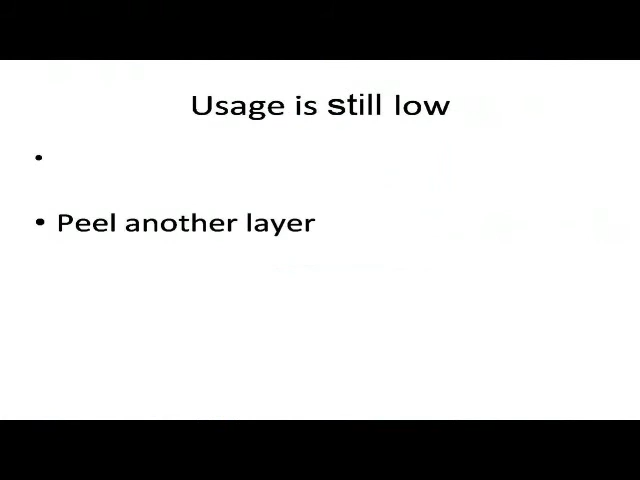 Usage is still low
•
• Peel another layer